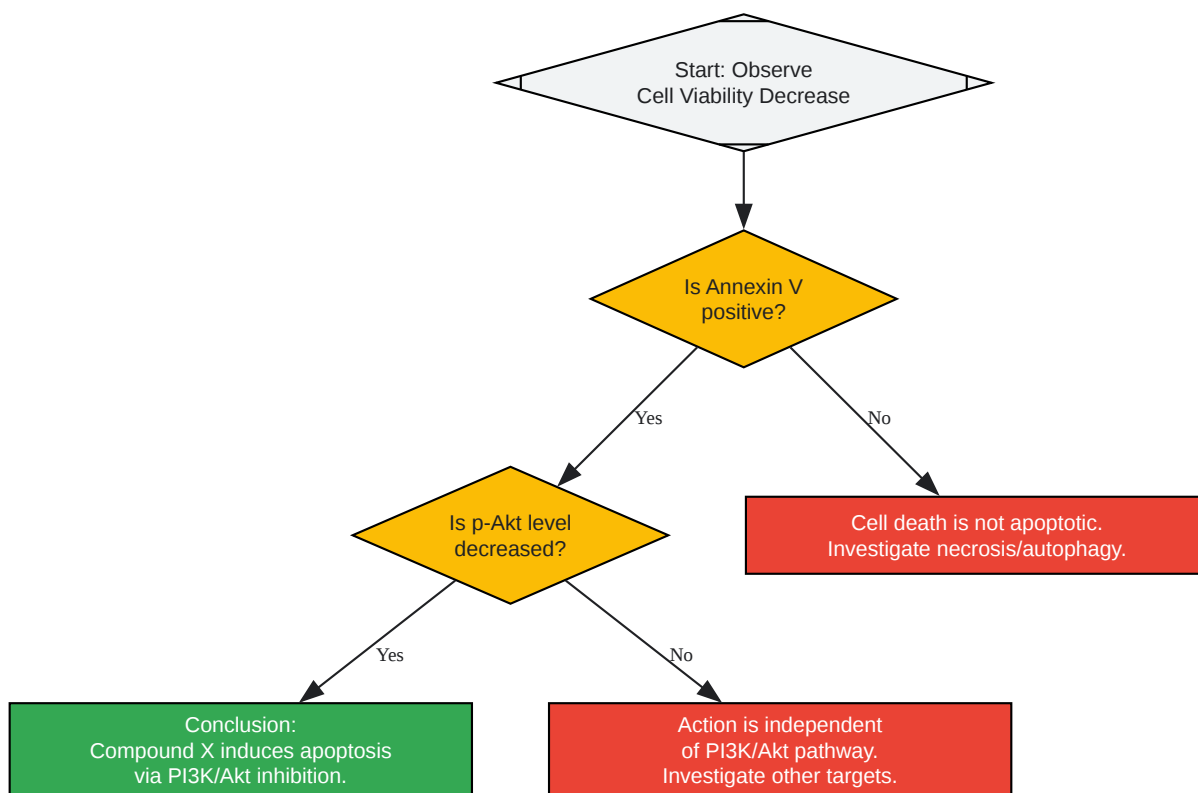 Start: Observe
Cell Viability Decrease
Is Annexin V
positive?
Yes
No
Is p-Akt level
decreased?
Cell death is not apoptotic.
Investigate necrosis/autophagy.
Yes
No
Conclusion:
Compound X induces apoptosis
via PI3K/Akt inhibition.
Action is independent
of PI3K/Akt pathway.
Investigate other targets.